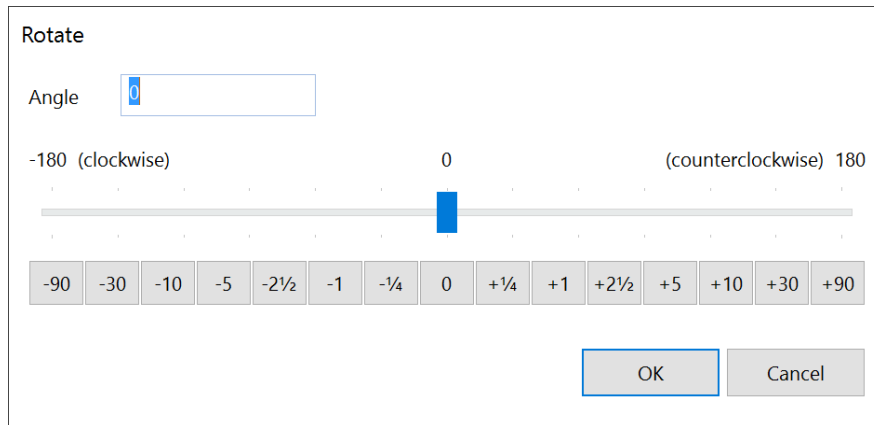 Rotate
Angle 0
-180 (clockwise) 0 (counterclockwise) 180
-90 -30 -10 -5 -2½ -1 -¼ 0 +¼ +1 +2½ +5 +10 +30 +90
OK Cancel